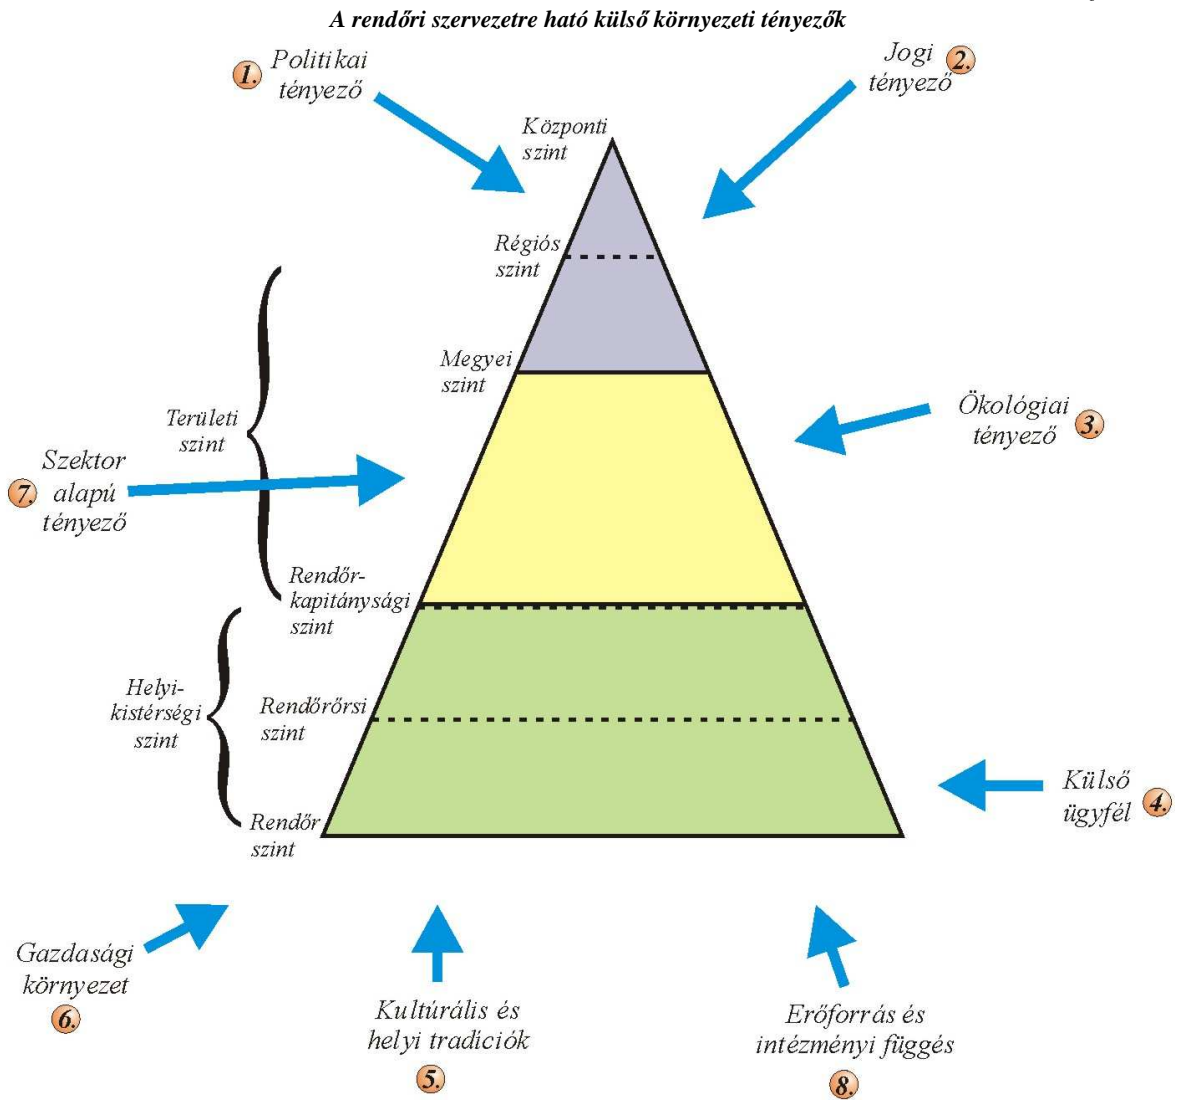 A rendőri szervezetre ható külső környezeti tényezők
1. Politikai
tényező
Jogi 2.
tényező
Központi
szint
Régiós
szint
Megyei
szint
Területi
szint
Ökológiai
tényező 3.
Szektor
7. alapú
tényező
Rendőr-
kapitánysági
szint
Helyi-
kistérségi
szint
Rendőrőrsi
szint
Rendőr
szint
Külső
ügyfél 4.
Gazdasági
környezet
6.
Kultúrális és
helyi tradíciók
5.
Erőforrás és
intézményi függés
8.